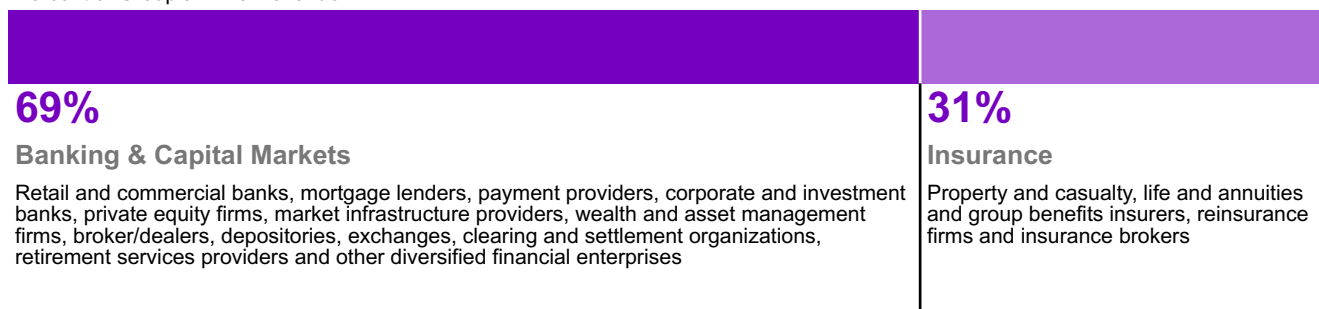 69%
Banking & Capital Markets
Retail and commercial banks, mortgage lenders, payment providers, corporate and investment
banks, private equity firms, market infrastructure providers, wealth and asset management
firms, broker/dealers, depositories, exchanges, clearing and settlement organizations,
retirement services providers and other diversified financial enterprises
31%
Insurance
Property and casualty, life and annuities
and group benefits insurers, reinsurance
firms and insurance brokers